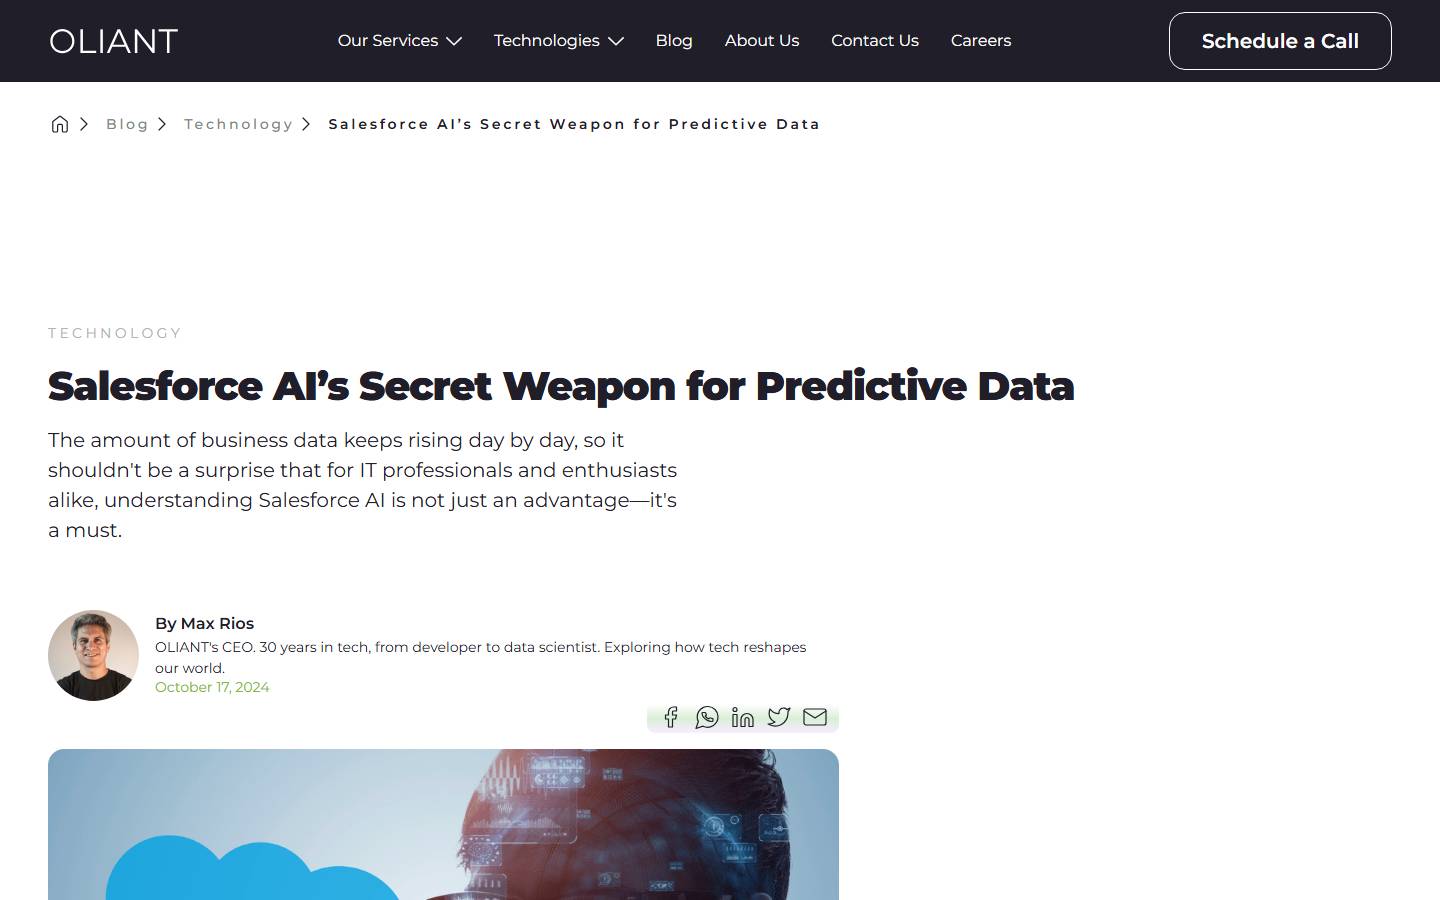 OLIANT
Our Services
Technologies
Blog
About Us
Contact Us
Careers
Schedule a Call
Blog
Technology
Salesforce AI’s Secret Weapon for Predictive Data
TECHNOLOGY
Salesforce AI’s Secret Weapon for Predictive Data
The amount of business data keeps rising day by day, so it
shouldn't be a surprise that for IT professionals and enthusiasts
alike, understanding Salesforce AI is not just an advantage—it's
a must.
By Max Rios
OLIANT's CEO. 30 years in tech, from developer to data scientist. Exploring how tech reshapes
our world.
October 17, 2024